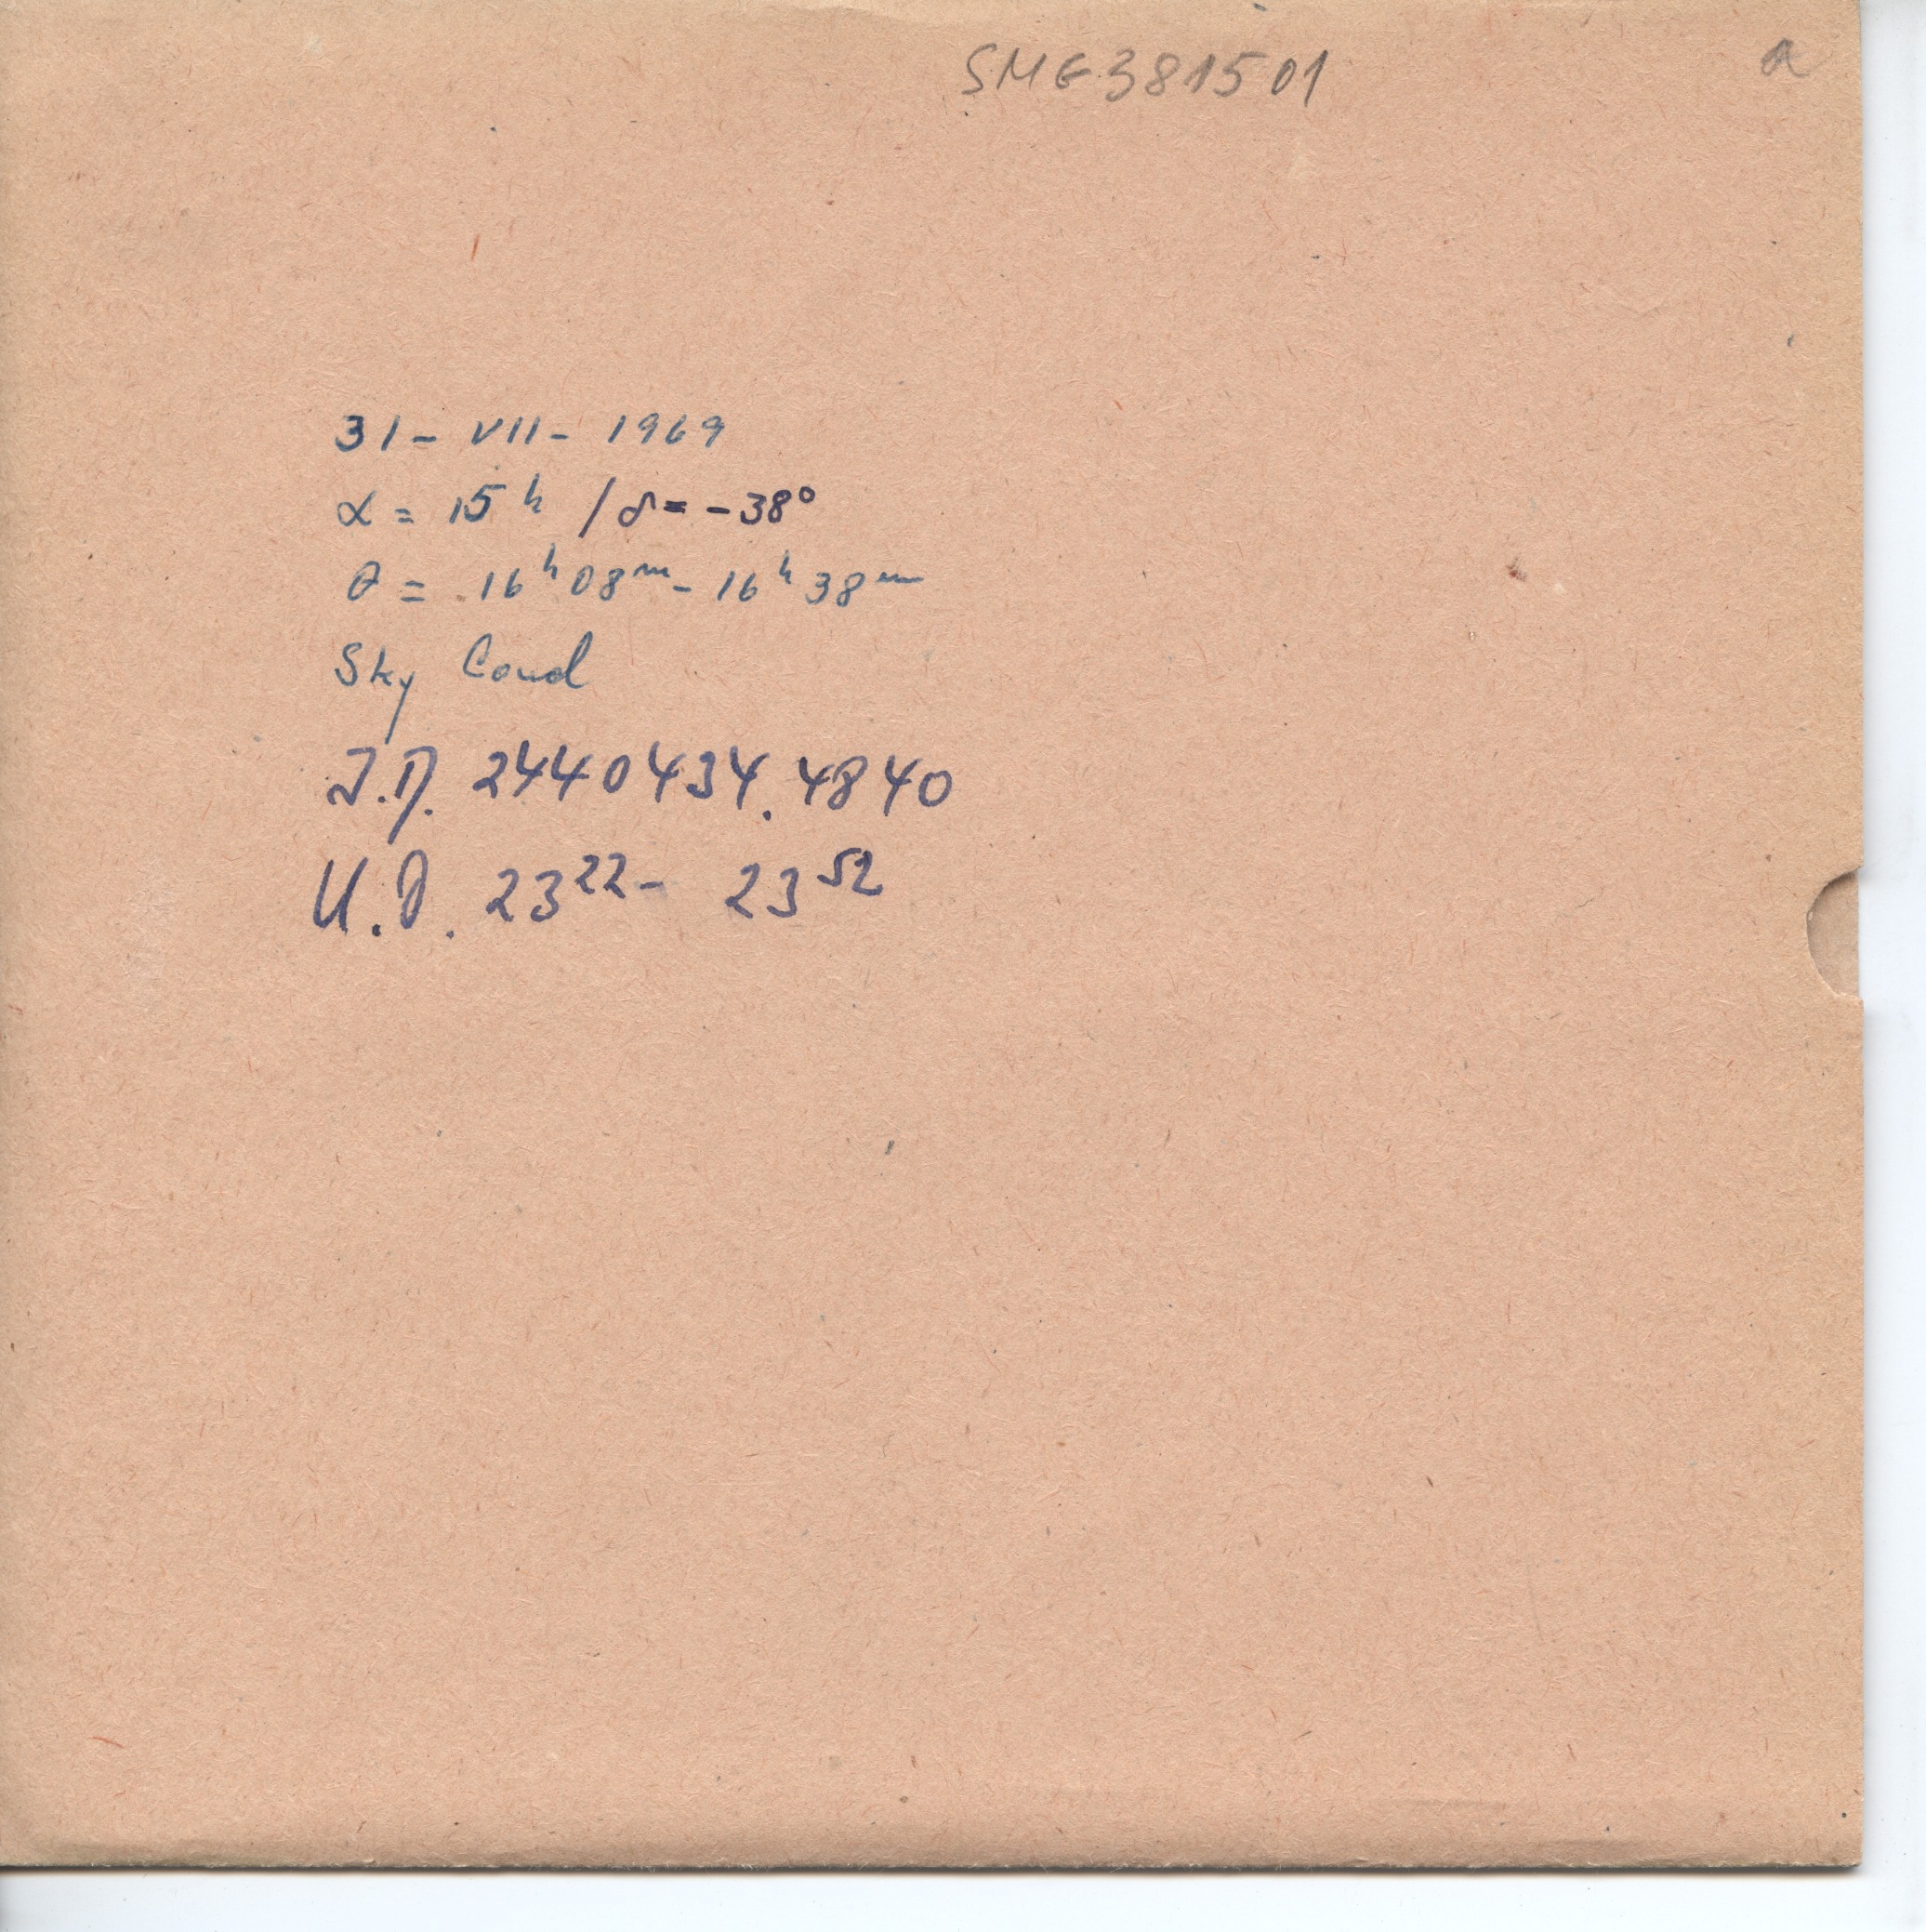 SMG381501 a
31 - VII - 1969
α = 15ʰ / δ = -38°
θ = 16ʰ08ᵐ - 16ʰ38ᵐ
Sky Cond
J.D. 2440434.4840
23²² - 23⁵²